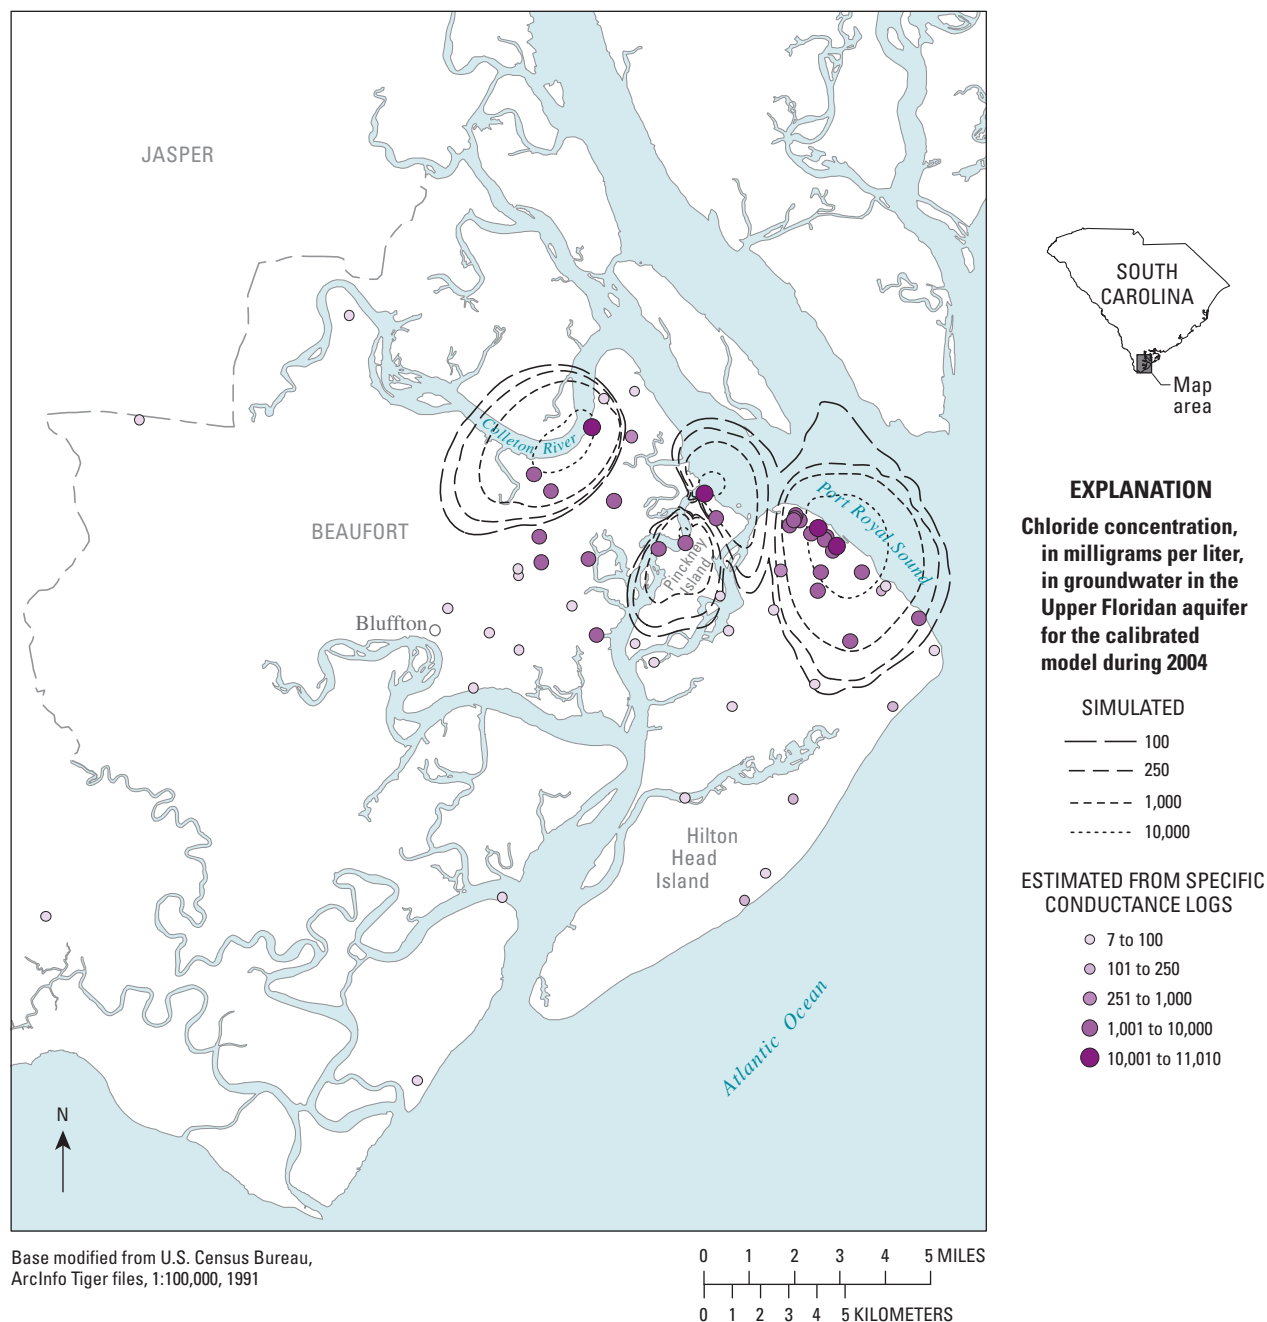 JASPER
BEAUFORT
Bluffton
Colleton River
Port Royal Sound
Pinckney
Island
Hilton
Head
Island
Atlantic Ocean
N
SOUTH
CAROLINA
Map
area
EXPLANATION
Chloride concentration,
in milligrams per liter,
in groundwater in the
Upper Floridan aquifer
for the calibrated
model during 2004
SIMULATED
100
250
1,000
10,000
ESTIMATED FROM SPECIFIC
CONDUCTANCE LOGS
7 to 100
101 to 250
251 to 1,000
1,001 to 10,000
10,001 to 11,010
Base modified from U.S. Census Bureau,
ArcInfo Tiger files, 1:100,000, 1991
0 1 2 3 4 5 MILES
0 1 2 3 4 5 KILOMETERS